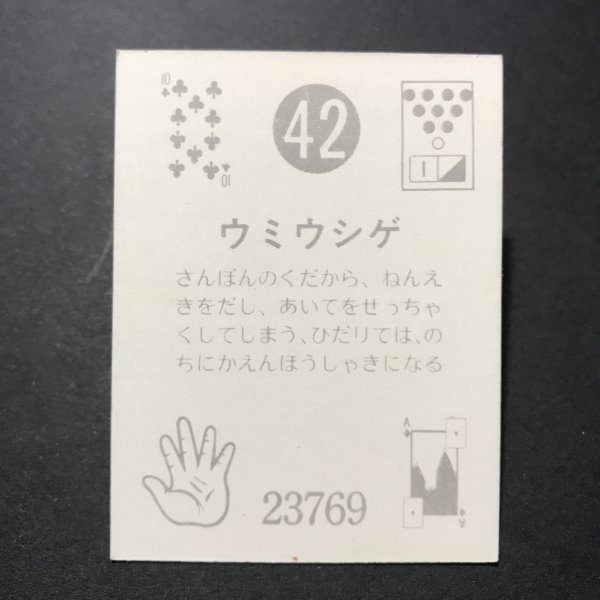 10
42
10
1
ウミウシゲ
さんぼんのくだから、ねんえ
きをだし、あいてをせっちゃ
くしてしまう、ひだりては、の
ちにかえんほうしゃきになる
A
23769
A